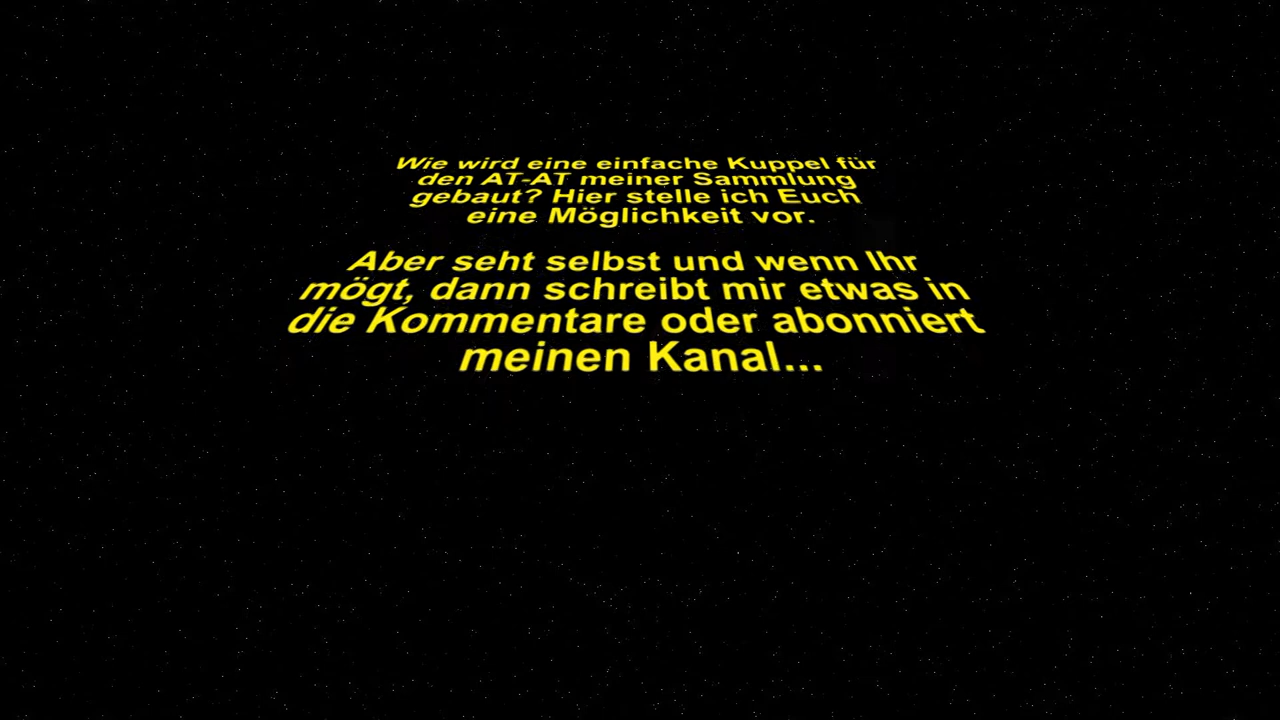 Wie wird eine einfache Kuppel für
den AT-AT meiner Sammlung
gebaut? Hier stelle ich Euch
eine Möglichkeit vor.
Aber seht selbst und wenn Ihr
mögt, dann schreibt mir etwas in
die Kommentare oder abonniert
meinen Kanal...